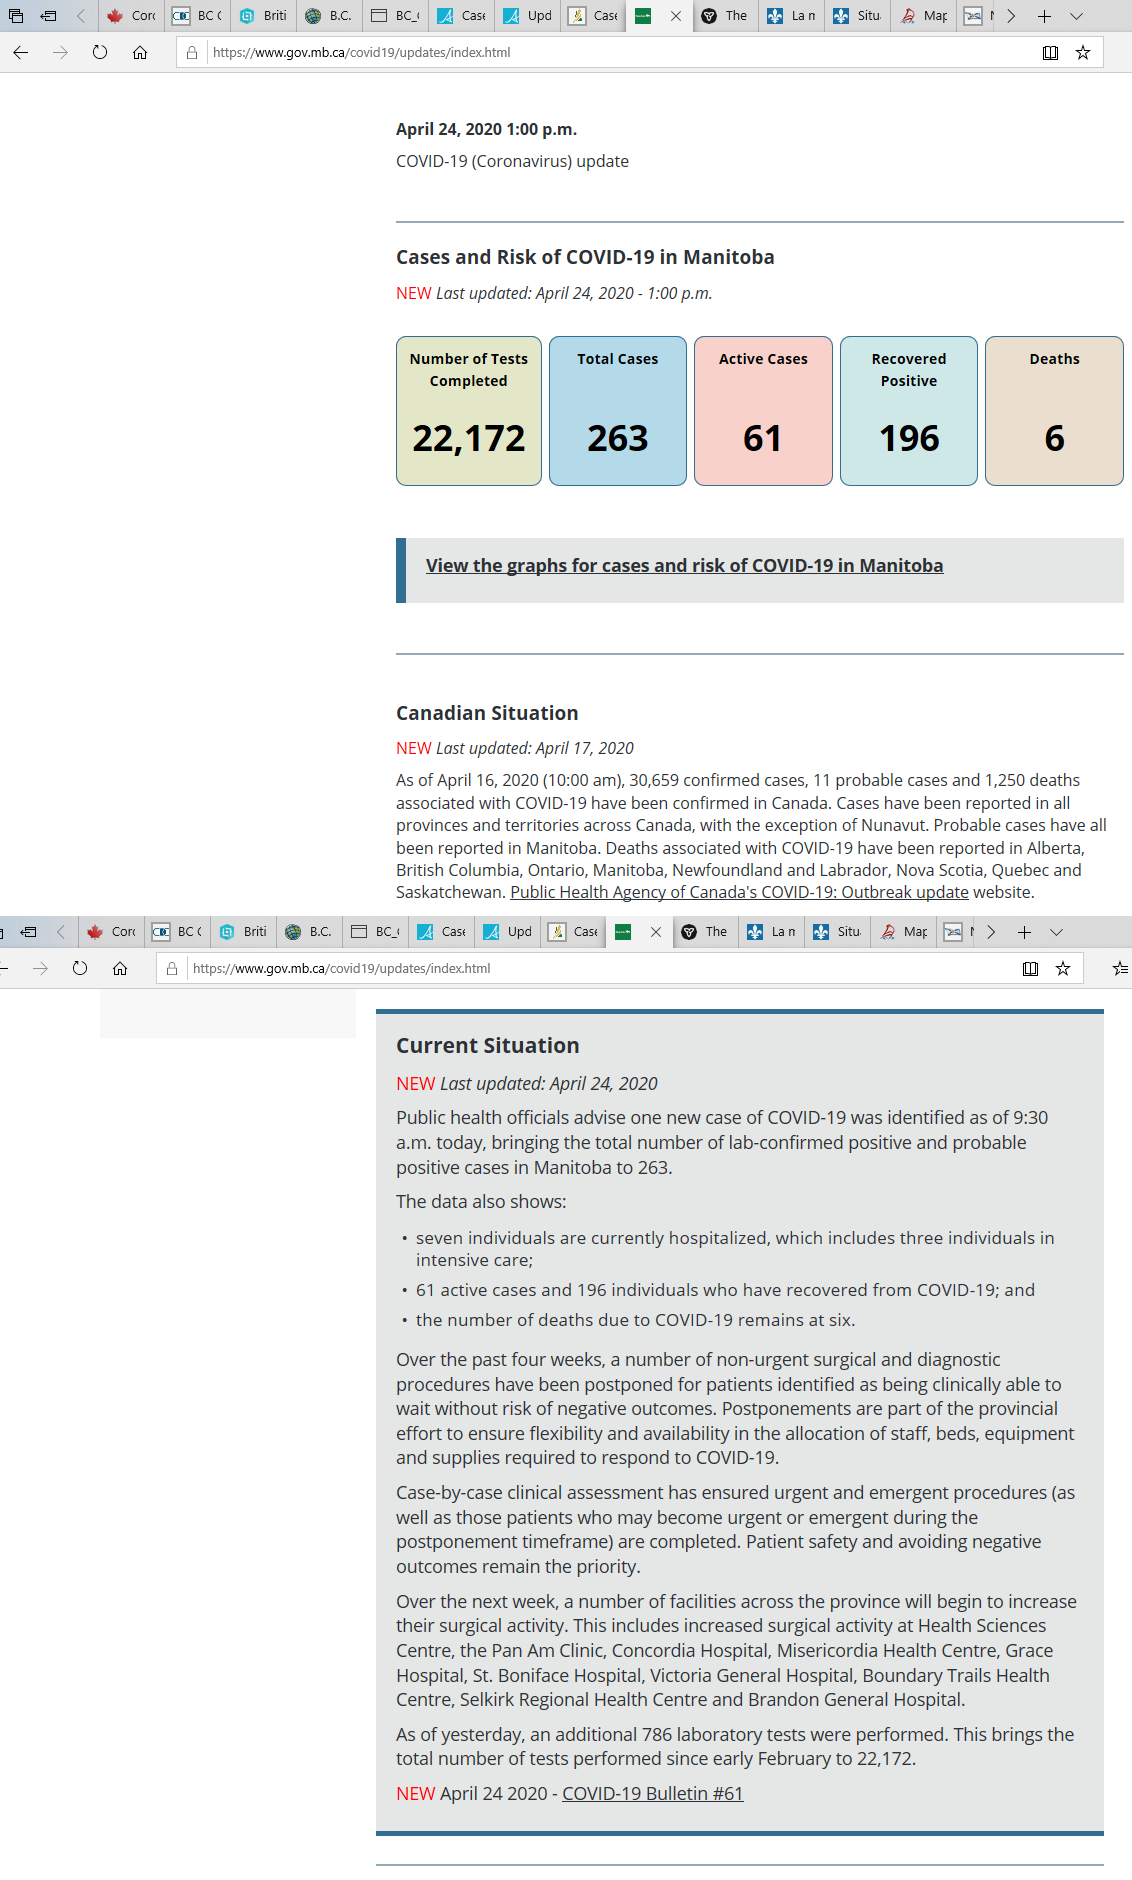 Cor
BC
Briti
B.C.
BC_
Case
Upd
Case
The
La
Situ
Map
https://www.gov.mb.ca/covid19/updates/index.html
April 24, 2020 1:00 p.m.
COVID-19 (Coronavirus) update
Cases and Risk of COVID-19 in Manitoba
NEW Last updated: April 24, 2020 - 1:00 p.m.
Number of Tests
Completed
22,172
Total Cases
263
Active Cases
61
Recovered
Positive
196
Deaths
6
View the graphs for cases and risk of COVID-19 in Manitoba
Canadian Situation
NEW Last updated: April 17, 2020
As of April 16, 2020 (10:00 am), 30,659 confirmed cases, 11 probable cases and 1,250 deaths
associated with COVID-19 have been confirmed in Canada. Cases have been reported in all
provinces and territories across Canada, with the exception of Nunavut. Probable cases have all
been reported in Manitoba. Deaths associated with COVID-19 have been reported in Alberta,
British Columbia, Ontario, Manitoba, Newfoundland and Labrador, Nova Scotia, Quebec and
Saskatchewan. Public Health Agency of Canada's COVID-19: Outbreak update website.
Cor
BC
Briti
B.C.
BC_
Case
Upd
Case
The
La
Situ
Map
https://www.gov.mb.ca/covid19/updates/index.html
Current Situation
NEW Last updated: April 24, 2020
Public health officials advise one new case of COVID-19 was identified as of 9:30
a.m. today, bringing the total number of lab-confirmed positive and probable
positive cases in Manitoba to 263.
The data also shows:
• seven individuals are currently hospitalized, which includes three individuals in
intensive care;
• 61 active cases and 196 individuals who have recovered from COVID-19; and
• the number of deaths due to COVID-19 remains at six.
Over the past four weeks, a number of non-urgent surgical and diagnostic
procedures have been postponed for patients identified as being clinically able to
wait without risk of negative outcomes. Postponements are part of the provincial
effort to ensure flexibility and availability in the allocation of staff, beds, equipment
and supplies required to respond to COVID-19.
Case-by-case clinical assessment has ensured urgent and emergent procedures (as
well as those patients who may become urgent or emergent during the
postponement timeframe) are completed. Patient safety and avoiding negative
outcomes remain the priority.
Over the next week, a number of facilities across the province will begin to increase
their surgical activity. This includes increased surgical activity at Health Sciences
Centre, the Pan Am Clinic, Concordia Hospital, Misericordia Health Centre, Grace
Hospital, St. Boniface Hospital, Victoria General Hospital, Boundary Trails Health
Centre, Selkirk Regional Health Centre and Brandon General Hospital.
As of yesterday, an additional 786 laboratory tests were performed. This brings the
total number of tests performed since early February to 22,172.
NEW April 24 2020 - COVID-19 Bulletin #61